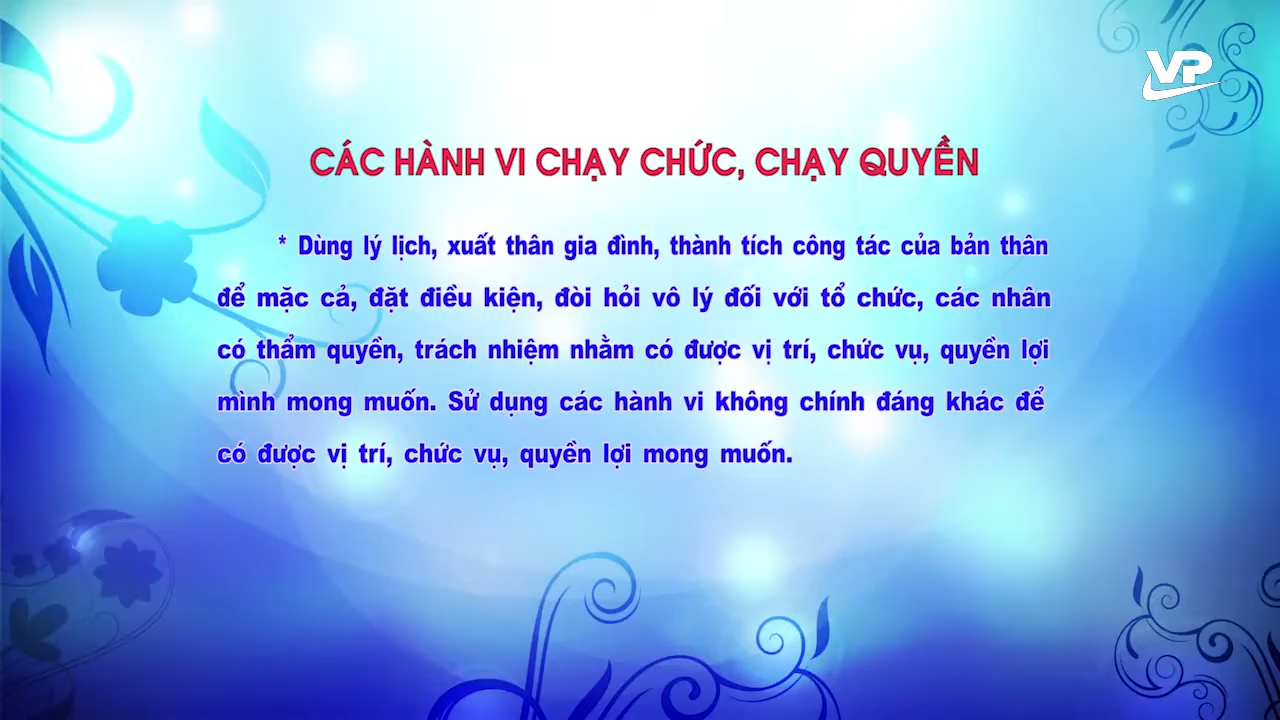 VP
CÁC HÀNH VI CHẠY CHỨC, CHẠY QUYỀN
* Dùng lý lịch, xuất thân gia đình, thành tích công tác của bản thân
để mặc cả, đặt điều kiện, đòi hỏi vô lý đối với tổ chức, các nhân
có thẩm quyền, trách nhiệm nhằm có được vị trí, chức vụ, quyền lợi
mình mong muốn. Sử dụng các hành vi không chính đáng khác để
có được vị trí, chức vụ, quyền lợi mong muốn.